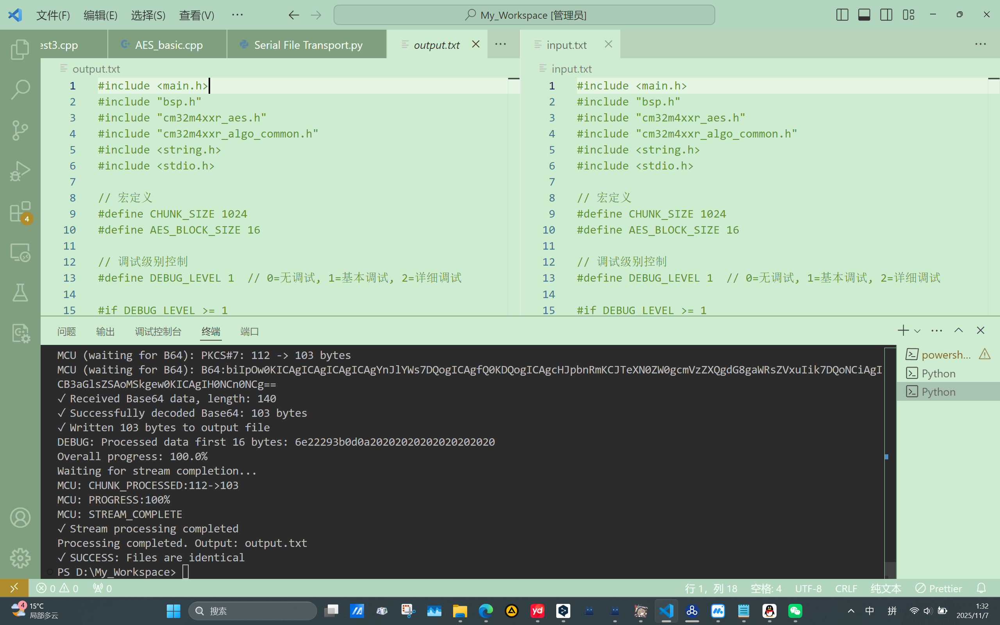 文件(F) 编辑(E) 选择(S) 查看(V) ··· My_Workspace [管理员]
est3.cpp AES_basic.cpp Serial File Transport.py output.txt ··· input.txt ···
output.txt
1 #include <main.h>
2 #include "bsp.h"
3 #include "cm32m4xxr_aes.h"
4 #include "cm32m4xxr_algo_common.h"
5 #include <string.h>
6 #include <stdio.h>
7
8 // 宏定义
9 #define CHUNK_SIZE 1024
10 #define AES_BLOCK_SIZE 16
11
12 // 调试级别控制
13 #define DEBUG_LEVEL 1 // 0=无调试, 1=基本调试, 2=详细调试
14
15 #if DEBUG_LEVEL >= 1
input.txt
1 #include <main.h>
2 #include "bsp.h"
3 #include "cm32m4xxr_aes.h"
4 #include "cm32m4xxr_algo_common.h"
5 #include <string.h>
6 #include <stdio.h>
7
8 // 宏定义
9 #define CHUNK_SIZE 1024
10 #define AES_BLOCK_SIZE 16
11
12 // 调试级别控制
13 #define DEBUG_LEVEL 1 // 0=无调试, 1=基本调试, 2=详细调试
14
15 #if DEBUG_LEVEL >= 1
4
问题 输出 调试控制台 终端 端口
MCU (waiting for B64): PKCS#7: 112 -> 103 bytes
MCU (waiting for B64): B64:biIpOw0KICAgICAgICAgICAgYnJlYWs7DQogICAgfQ0KDQogICAgcHJpbnRmKCJTeXN0ZW0gcmVzZXQgdG8gaWRsZVxuIik7DQoNCiAgI
CB3aGlsZSAoMSkgew0KICAgIH0NCn0NCg==
✓ Received Base64 data, length: 140
✓ Successfully decoded Base64: 103 bytes
✓ Written 103 bytes to output file
DEBUG: Processed data first 16 bytes: 6e22293b0d0a20202020202020202020
Overall progress: 100.0%
Waiting for stream completion...
MCU: CHUNK_PROCESSED:112->103
MCU: PROGRESS:100%
MCU: STREAM_COMPLETE
✓ Stream processing completed
Processing completed. Output: output.txt
✓ SUCCESS: Files are identical
PS D:\My_Workspace>
powersh...
Python
Python
0 0 0 行 1，列 18 空格: 4 UTF-8 CRLF 纯文本 Prettier
4 15°C
局部多云
搜索
yd
中 拼
1:32
2025/11/7